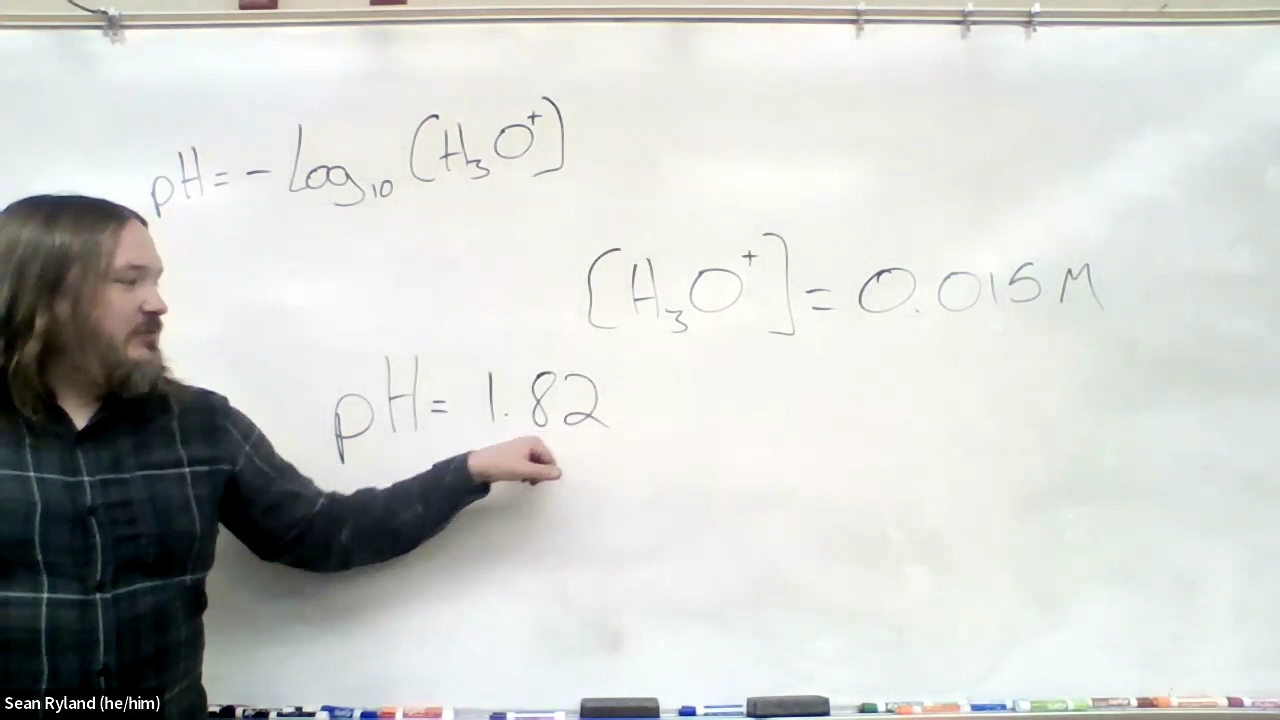 pH = - Log₁₀ [H₃O⁺]
[H₃O⁺] = 0.015 M
pH = 1.82
Sean Ryland (he/him)